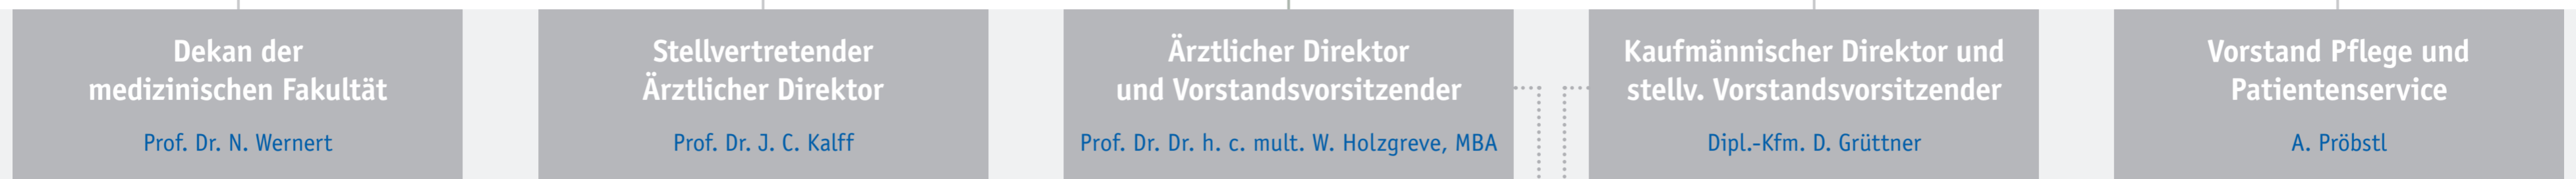 Dekan der
medizinischen Fakultät
Prof. Dr. N. Wernert
Stellvertretender
Ärztlicher Direktor
Prof. Dr. J. C. Kalff
Ärztlicher Direktor
und Vorstandsvorsitzender
Prof. Dr. Dr. h. c. mult. W. Holzgreve, MBA
Kaufmännischer Direktor und
stellv. Vorstandsvorsitzender
Dipl.-Kfm. D. Grüttner
Vorstand Pflege und
Patientenservice
A. Pröbstl